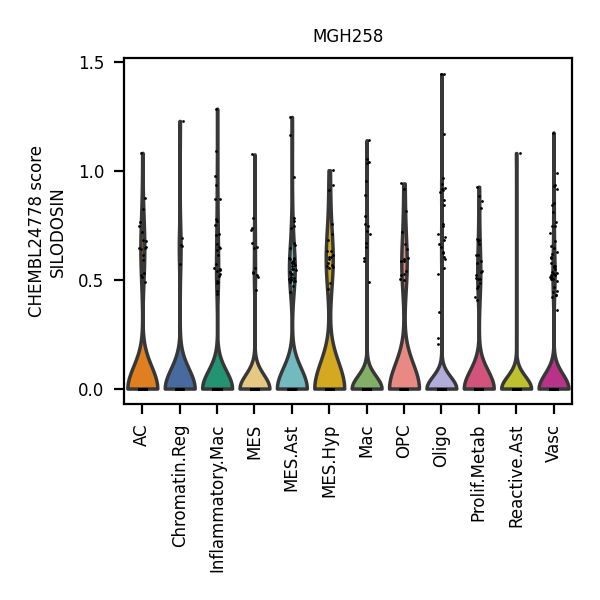 MGH258
CHEMBL24778 score
SILODOSIN
1.5
1.0
0.5
0.0
AC
Chromatin.Reg
Inflammatory.Mac
MES
MES.Ast
MES.Hyp
Mac
OPC
Oligo
Prolif.Metab
Reactive.Ast
Vasc